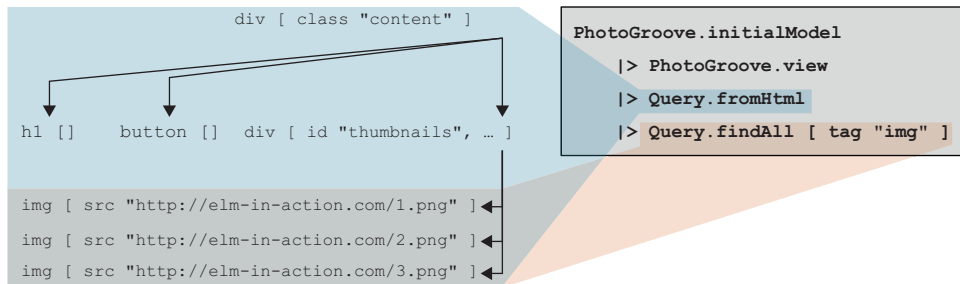 div [ class "content" ]
h1 []    button []    div [ id "thumbnails", … ]
img [ src "http://elm-in-action.com/1.png" ]
img [ src "http://elm-in-action.com/2.png" ]
img [ src "http://elm-in-action.com/3.png" ]
PhotoGroove.initialModel
|> PhotoGroove.view
|> Query.fromHtml
|> Query.findAll [ tag "img" ]